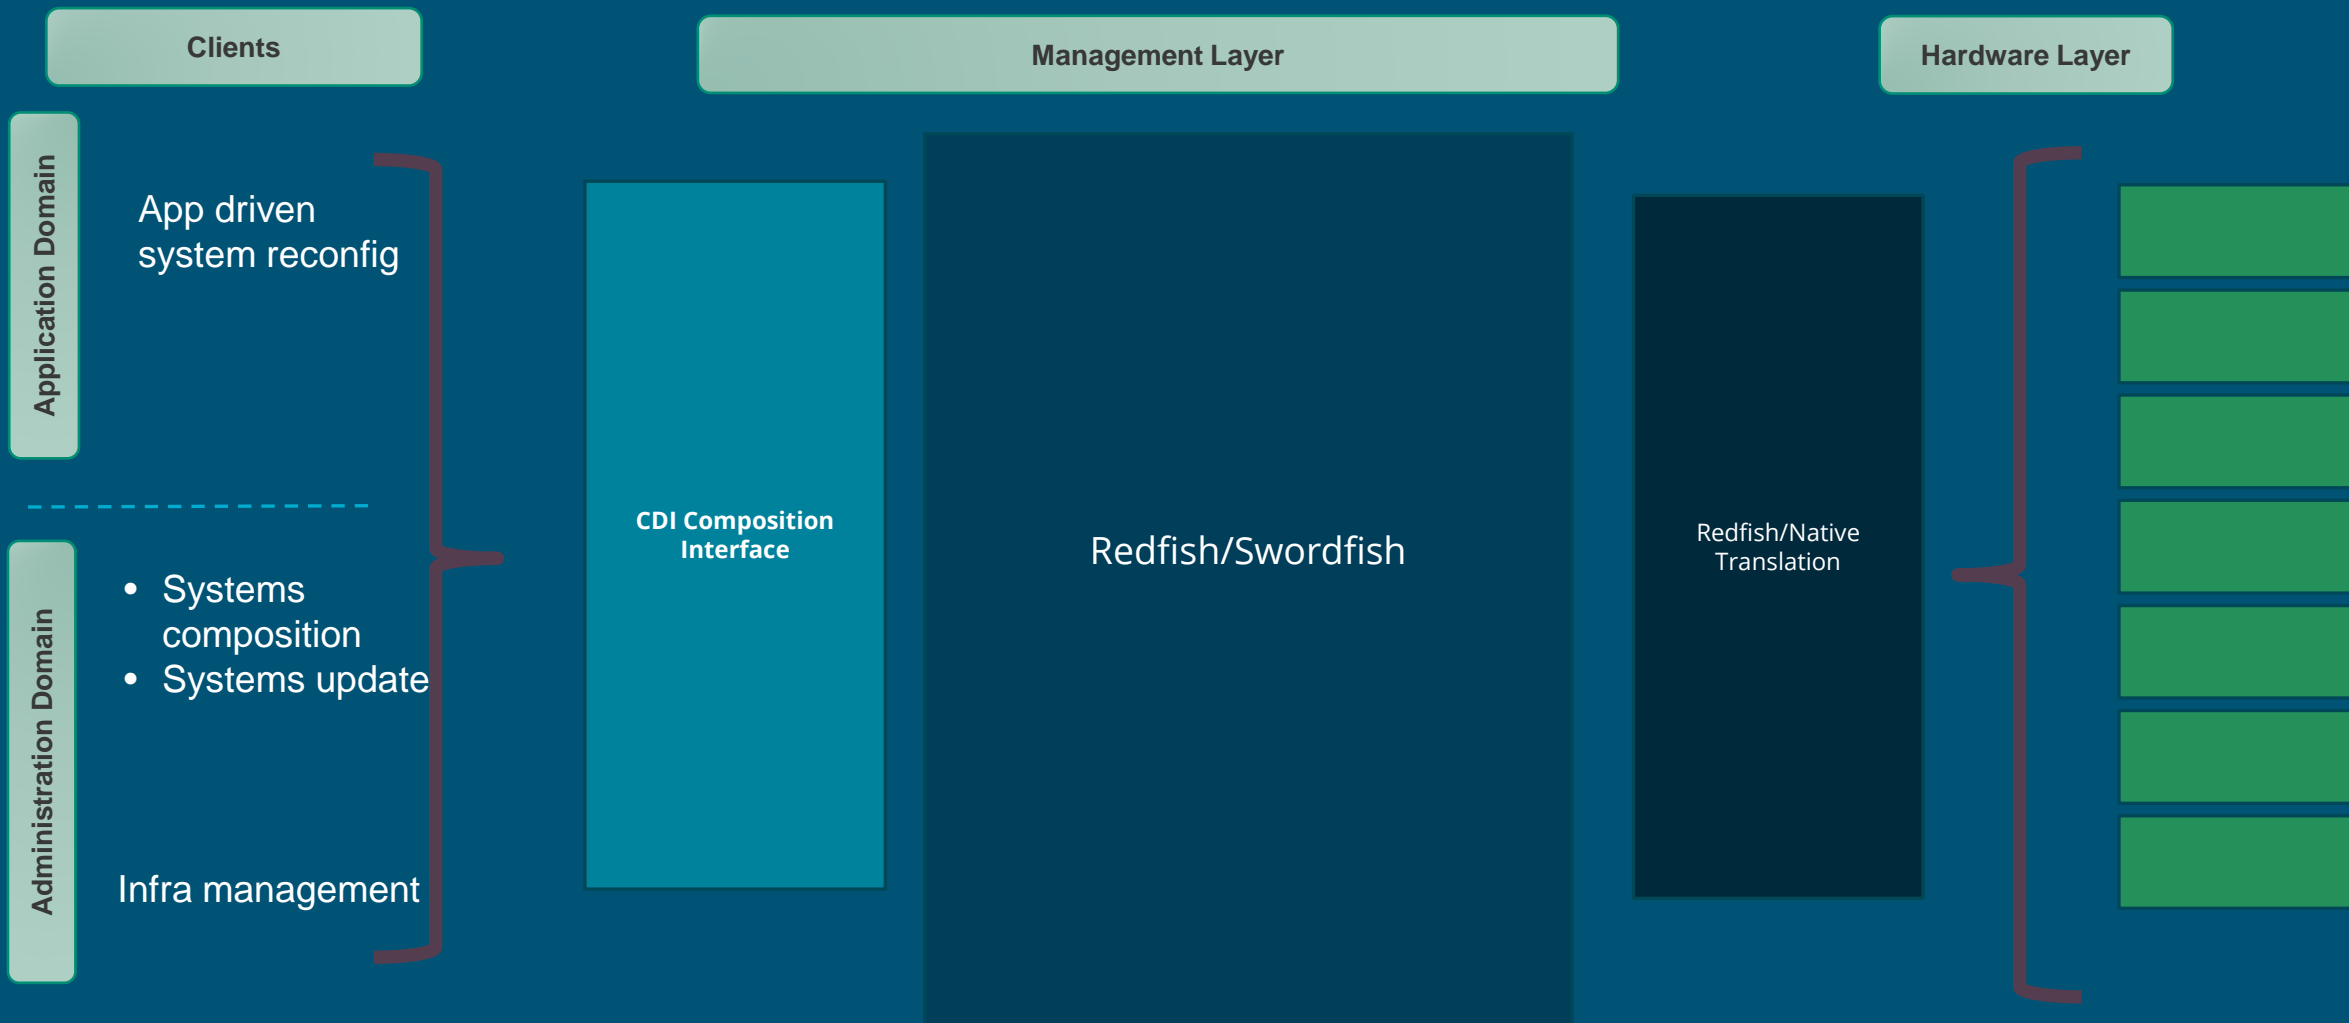 Clients
Management Layer
Hardware Layer
Application Domain
App driven
system reconfig
Administration Domain
• Systems
composition
• Systems update
Infra management
CDI Composition
Interface
Redfish/Swordfish
Redfish/Native
Translation